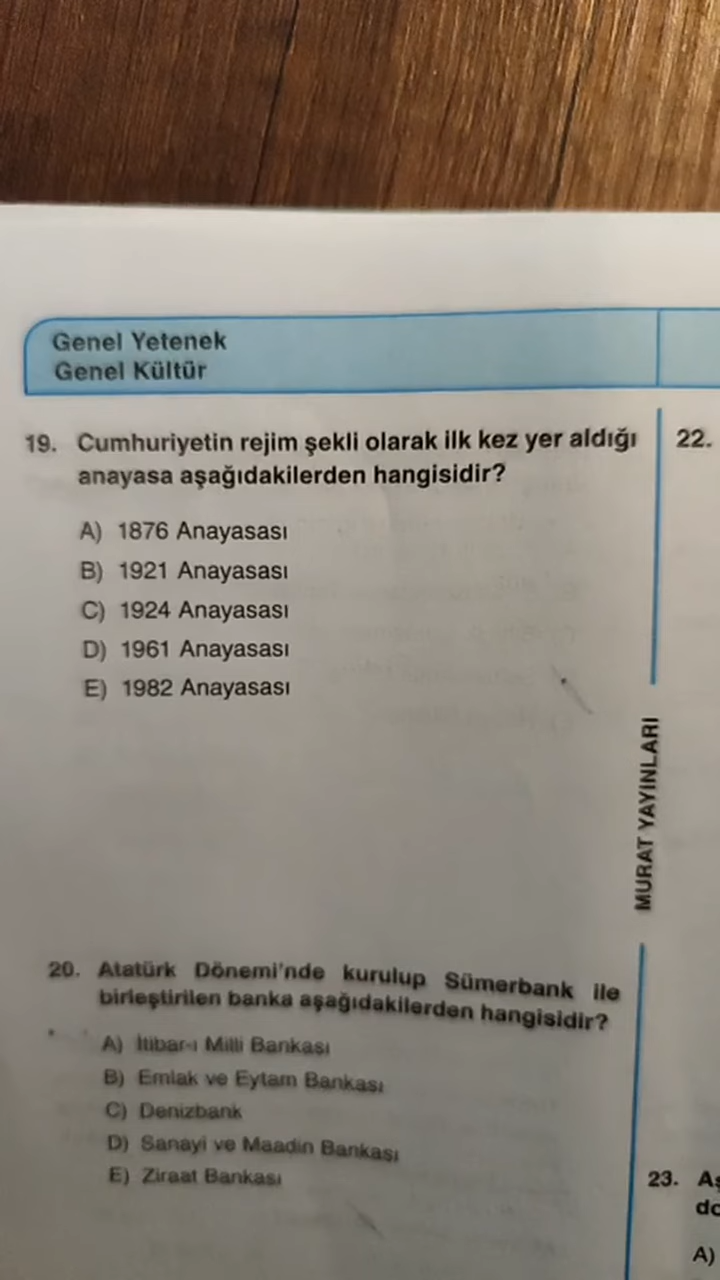 Genel Yetenek
Genel Kültür
19. Cumhuriyetin rejim şekli olarak ilk kez yer aldığı
anayasa aşağıdakilerden hangisidir?
A) 1876 Anayasası
B) 1921 Anayasası
C) 1924 Anayasası
D) 1961 Anayasası
E) 1982 Anayasası
20. Atatürk Dönemi'nde kurulup Sümerbank ile
birleştirilen banka aşağıdakilerden hangisidir?
A) İtibar-ı Milli Bankası
B) Emlak ve Eytam Bankası
C) Denizbank
D) Sanayi ve Maadin Bankası
E) Ziraat Bankası
MURAT YAYINLARI
22.
23. Aş
do
A)